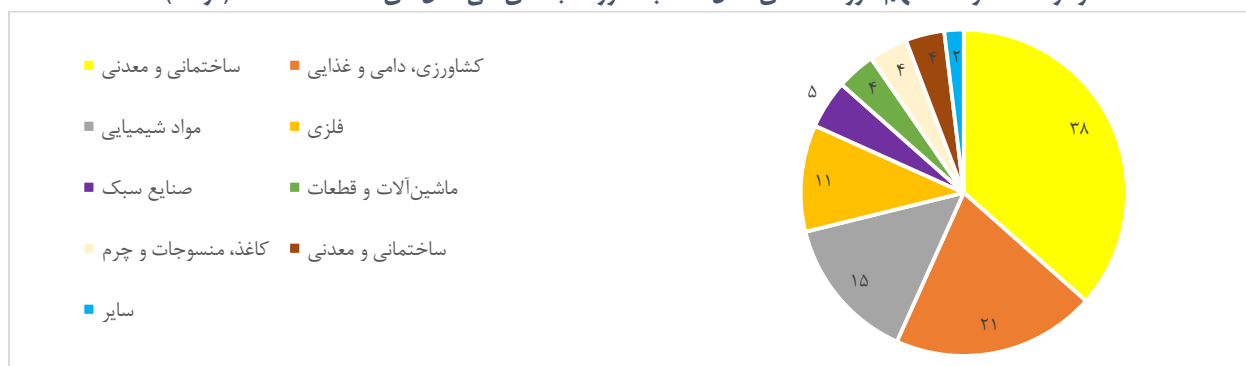 ساختمانی و معدنی
کشاورزی، دامی و غذایی
مواد شیمیایی
فلزی
صنایع سبک
ماشین‌آلات و قطعات
کاغذ، منسوجات و چرم
ساختمانی و معدنی
سایر
۳۸
۲۱
۱۵
۱۱
۵
۴
۴
۴
۲